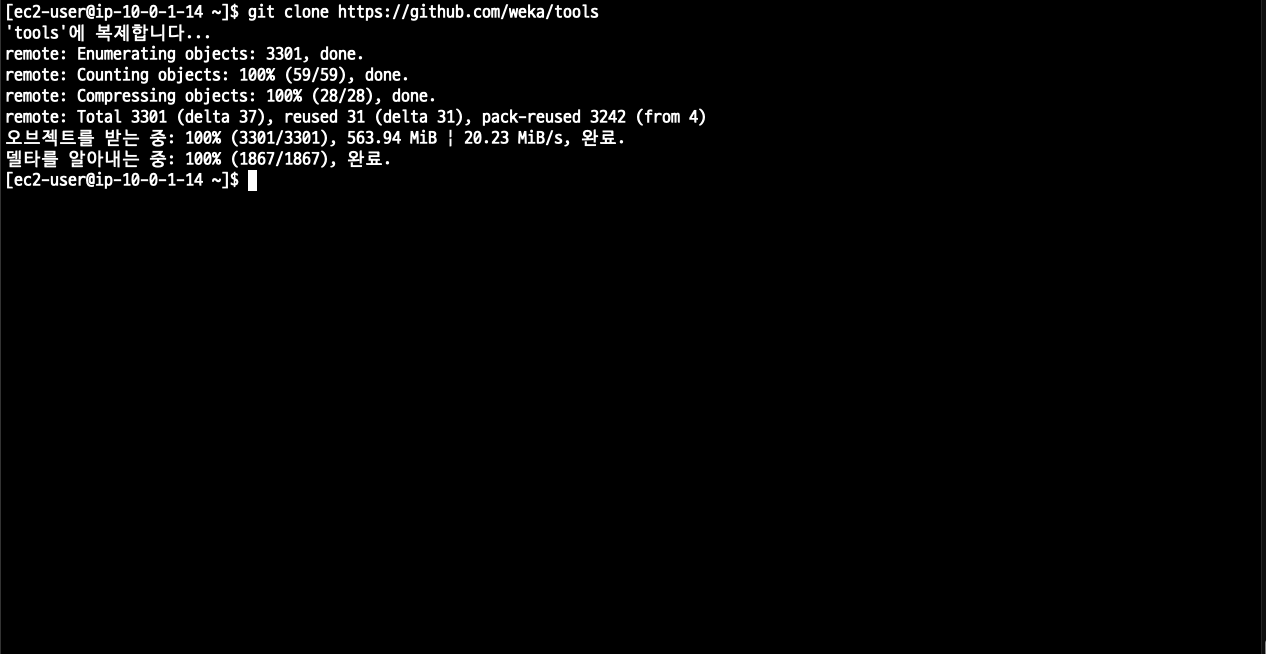 [ec2-user@ip-10-0-1-14 ~]$ git clone https://github.com/weka/tools
'tools'에 복제합니다...
remote: Enumerating objects: 3301, done.
remote: Counting objects: 100% (59/59), done.
remote: Compressing objects: 100% (28/28), done.
remote: Total 3301 (delta 37), reused 31 (delta 31), pack-reused 3242 (from 4)
오브젝트를 받는 중: 100% (3301/3301), 563.94 MiB ¦ 20.23 MiB/s, 완료.
델타를 알아내는 중: 100% (1867/1867), 완료.
[ec2-user@ip-10-0-1-14 ~]$